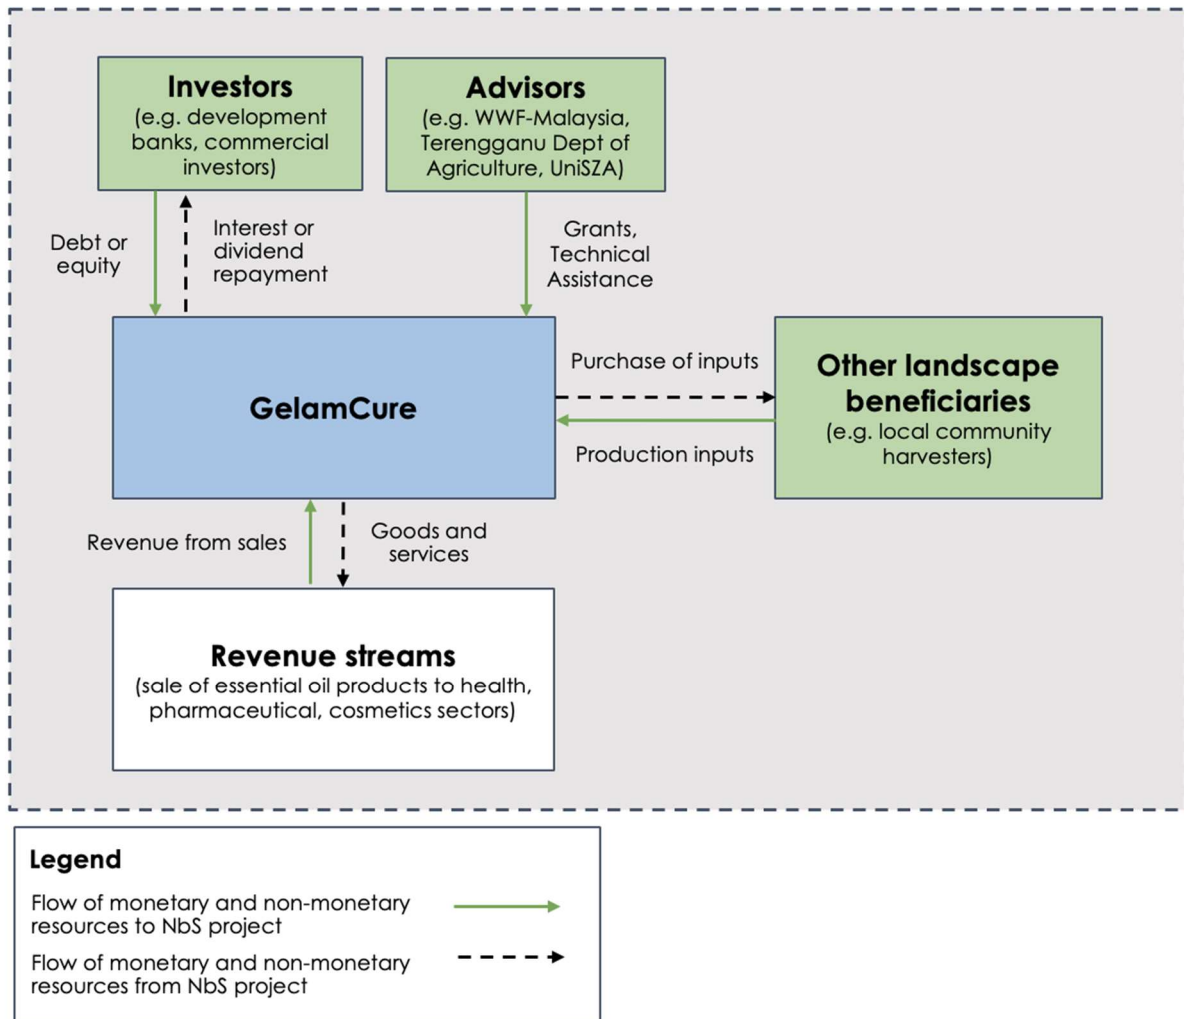 Investors
(e.g. development
banks, commercial
investors)
Advisors
(e.g. WWF-Malaysia,
Terengganu Dept of
Agriculture, UniSZA)
Debt or
equity
Interest or
dividend
repayment
Grants,
Technical
Assistance
GelamCure
Purchase of inputs
Production inputs
Other landscape
beneficiaries
(e.g. local community
harvesters)
Revenue from sales
Goods and
services
Revenue streams
(sale of essential oil products to health,
pharmaceutical, cosmetics sectors)
Legend
Flow of monetary and non-monetary
resources to NbS project
Flow of monetary and non-monetary
resources from NbS project